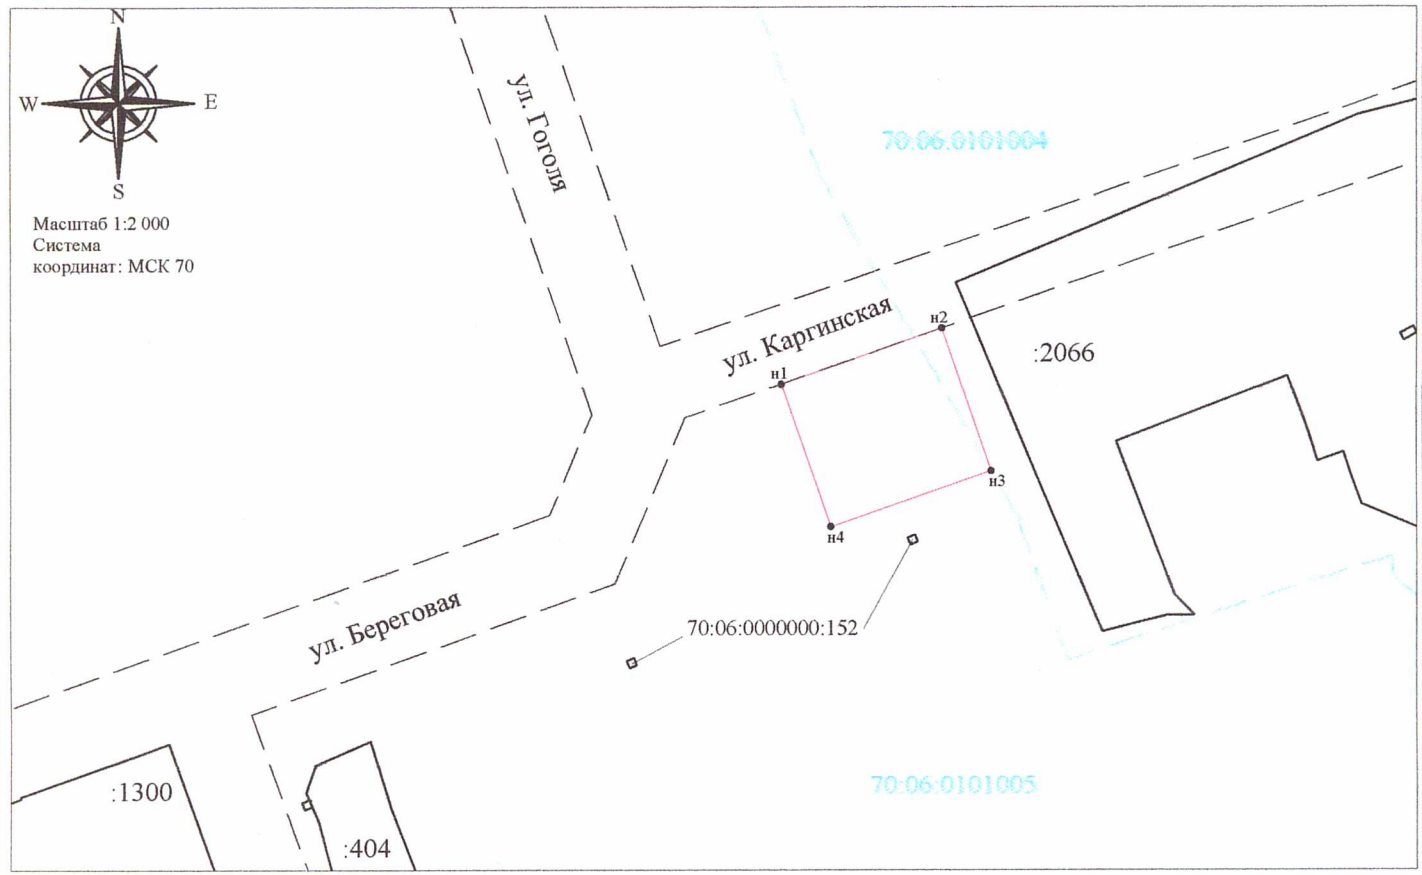 N
W
E
S
Масштаб 1:2 000
Система
координат: МСК 70
ул. Гоголя
70:06:0101004
ул. Каргинская
н1
н2
:2066
н3
н4
70:06:0000000:152
ул. Береговая
:1300
:404
70:06:0101005